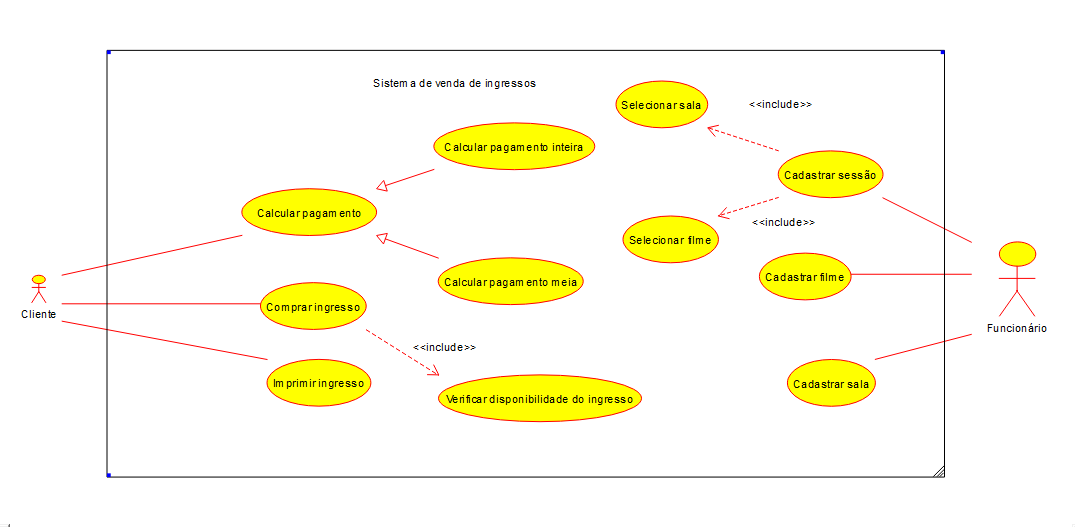 Sistema de venda de ingressos
Selecionar sala
<<include>>
Calcular pagamento inteira
Cadastrar sessão
Calcular pagamento
<<include>>
Selecionar filme
Cadastrar filme
Calcular pagamento meia
Comprar ingresso
Cliente
Funcionário
<<include>>
Imprimir ingresso
Cadastrar sala
Verificar disponibilidade do ingresso